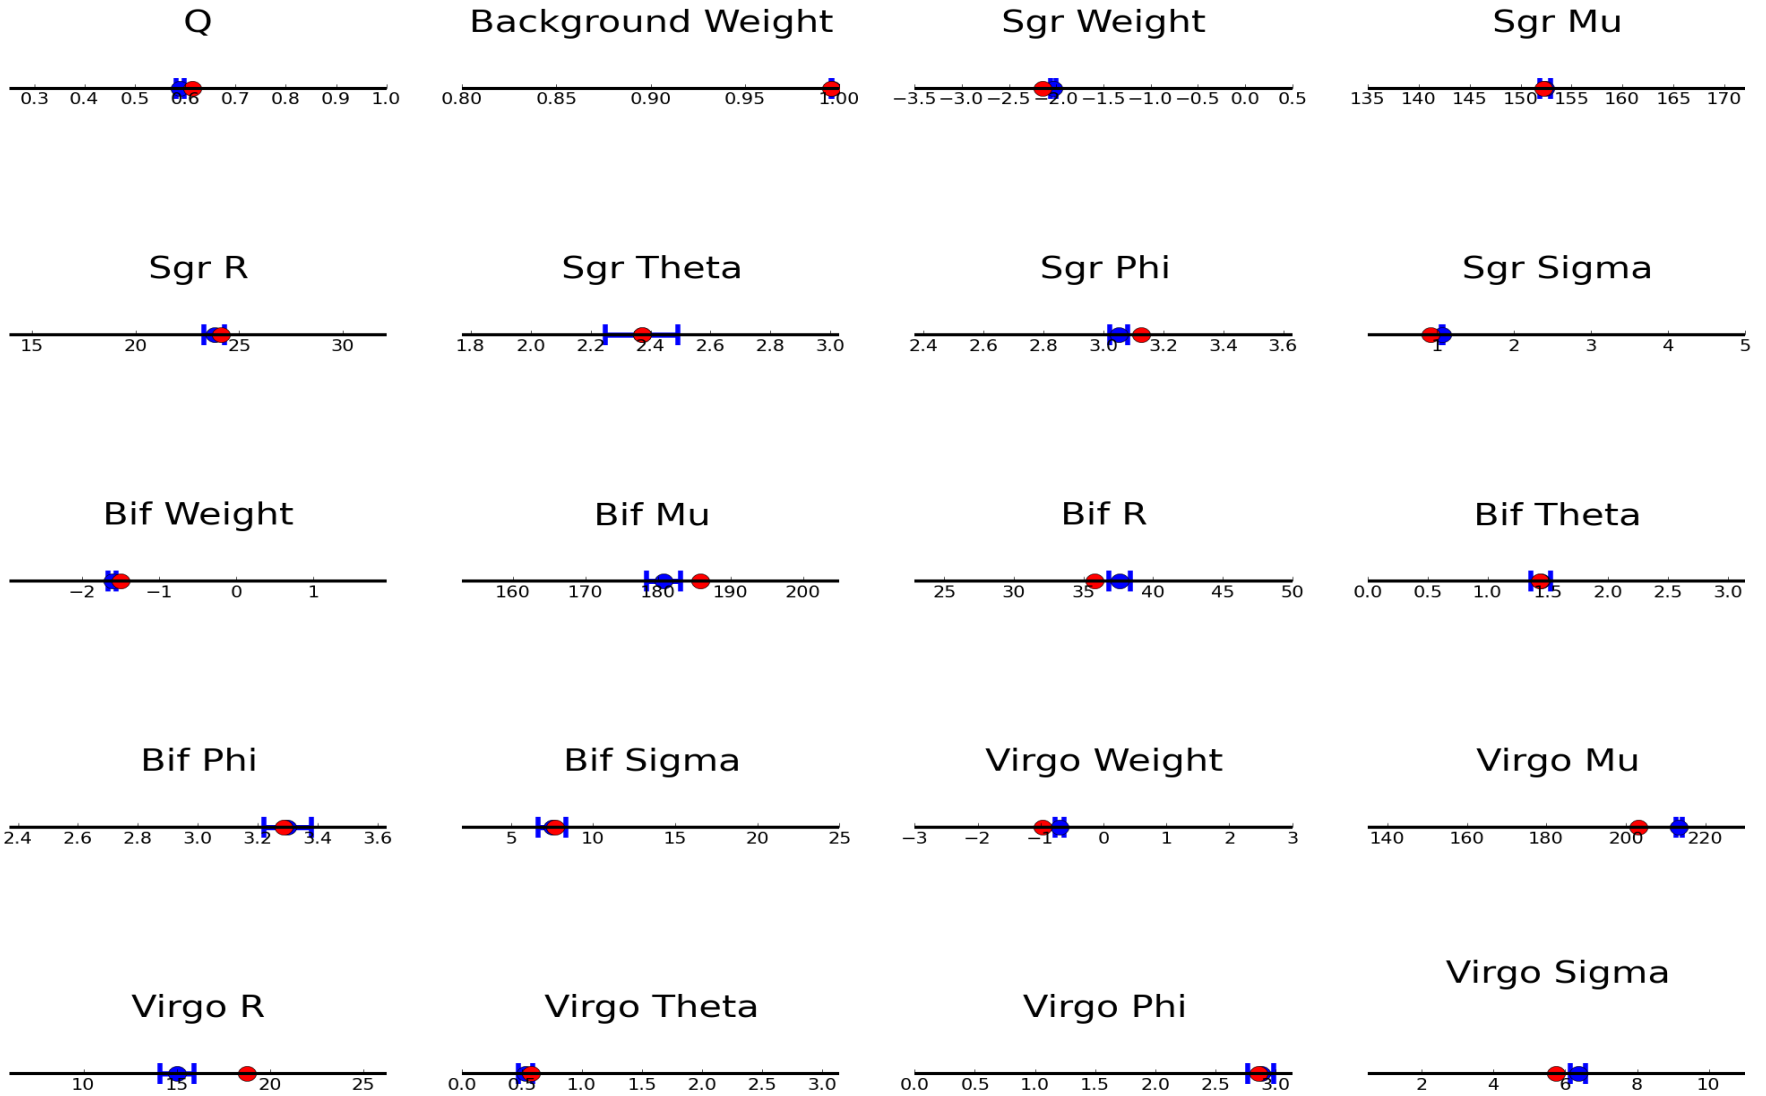 Q Background Weight Sgr Weight Sgr Mu
0.3 0.4 0.5 0.6 0.7 0.8 0.9 1.0 0.80 0.85 0.90 0.95 1.00 −3.5 −3.0 −2.5 −2.0 −1.5 −1.0 −0.5 0.0 0.5 135 140 145 150 155 160 165 170
Sgr R Sgr Theta Sgr Phi Sgr Sigma
15 20 25 30 1.8 2.0 2.2 2.4 2.6 2.8 3.0 2.4 2.6 2.8 3.0 3.2 3.4 3.6 1 2 3 4 5
Bif Weight Bif Mu Bif R Bif Theta
−2 −1 0 1 160 170 180 190 200 25 30 35 40 45 50 0.0 0.5 1.0 1.5 2.0 2.5 3.0
Bif Phi Bif Sigma Virgo Weight Virgo Mu
2.4 2.6 2.8 3.0 3.2 3.4 3.6 5 10 15 20 25 −3 −2 −1 0 1 2 3 140 160 180 200 220
Virgo R Virgo Theta Virgo Phi Virgo Sigma
10 15 20 25 0.0 0.5 1.0 1.5 2.0 2.5 3.0 0.0 0.5 1.0 1.5 2.0 2.5 3.0 2 4 6 8 10